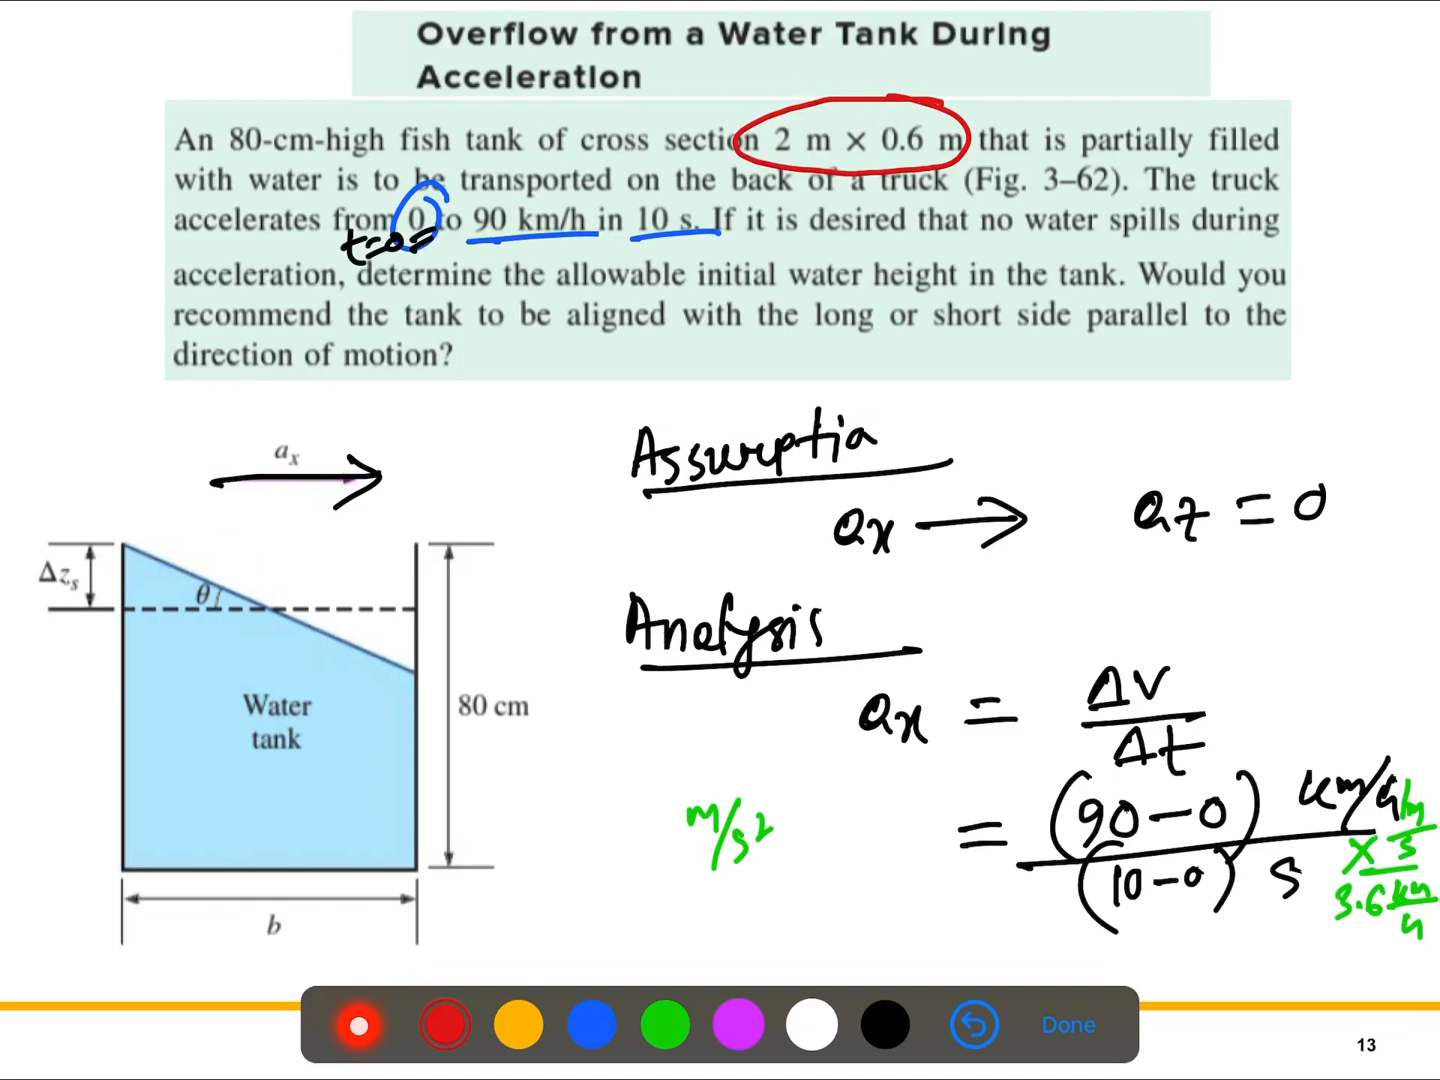 Overflow from a Water Tank During
Acceleration
An 80-cm-high fish tank of cross section 2 m × 0.6 m that is partially filled
with water is to be transported on the back of a truck (Fig. 3–62). The truck
accelerates from 0 to 90 km/h in 10 s. If it is desired that no water spills during
t=0=
acceleration, determine the allowable initial water height in the tank. Would you
recommend the tank to be aligned with the long or short side parallel to the
direction of motion?
Assumptia
ax → az = 0
Analysis
ax = ΔV
Δt
= (90-0) km/h
(10-0) s
m/s²
× m/s
3.6 km/h
ax
Δzs
θ
Water
tank
80 cm
b
Done
13